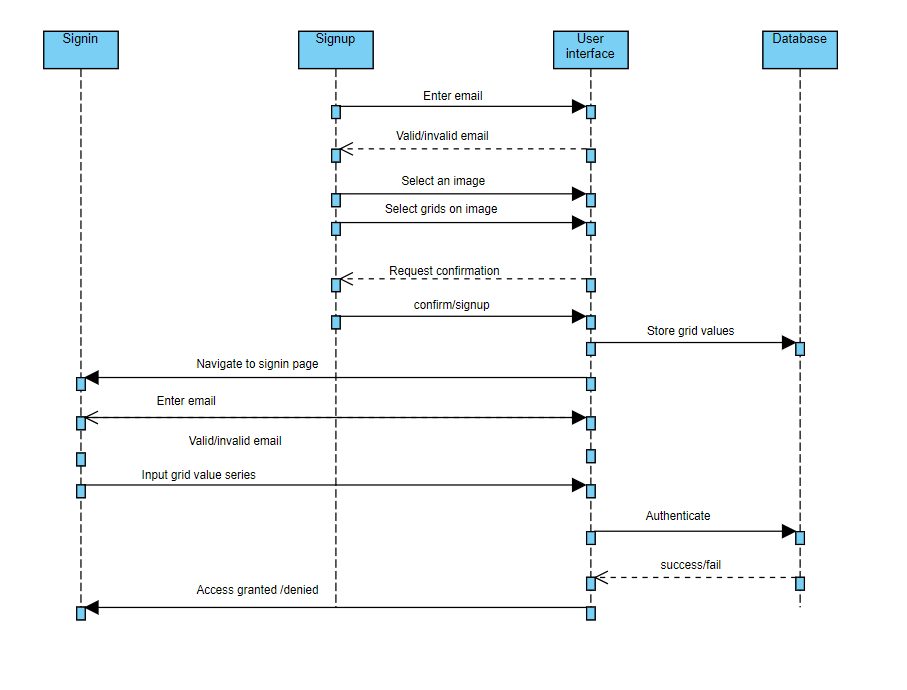 Signin
Signup
User
interface
Database
Enter email
Valid/invalid email
Select an image
Select grids on image
Request confirmation
confirm/signup
Store grid values
Navigate to signin page
Enter email
Valid/invalid email
Input grid value series
Authenticate
success/fail
Access granted /denied